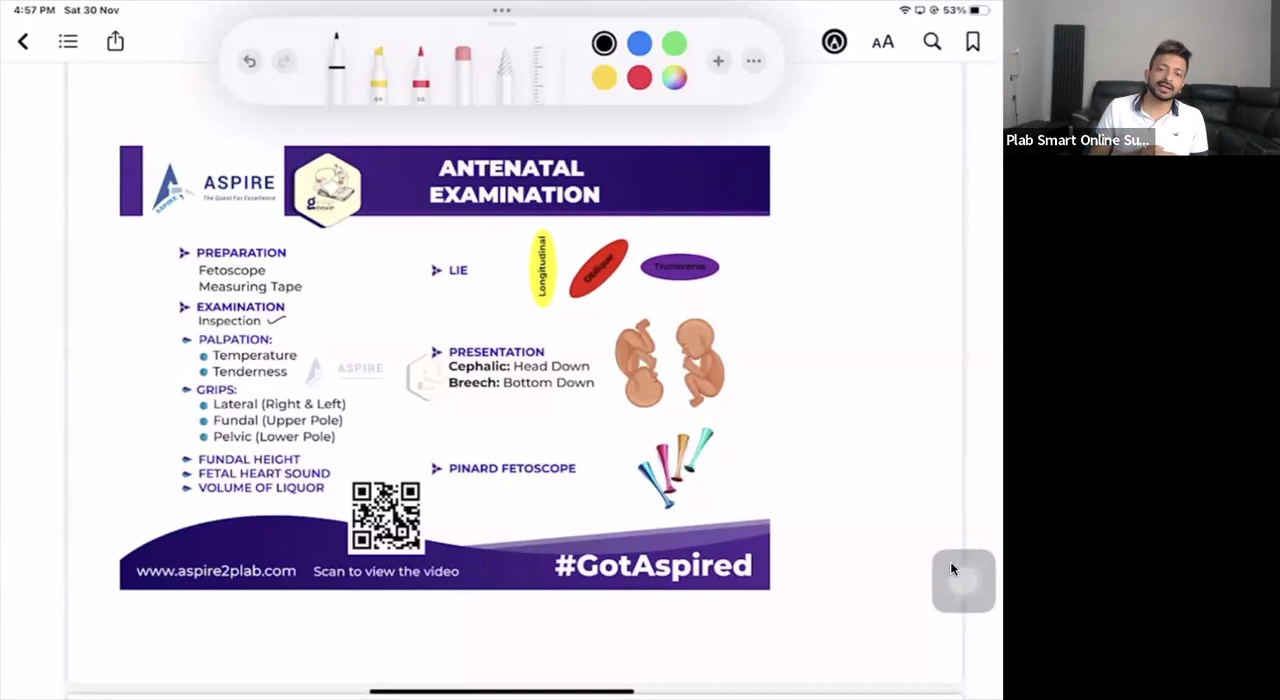 4:57 PM Sat 30 Nov
53%
AA
Plab Smart Online Su...
ASPIRE
The Quest For Excellence
ANTENATAL
EXAMINATION
PREPARATION
Fetoscope
Measuring Tape
EXAMINATION
Inspection
PALPATION:
Temperature
Tenderness
GRIPS:
Lateral (Right & Left)
Fundal (Upper Pole)
Pelvic (Lower Pole)
FUNDAL HEIGHT
FETAL HEART SOUND
VOLUME OF LIQUOR
LIE
Longitudinal
Oblique
Transverse
ASPIRE
PRESENTATION
Cephalic: Head Down
Breech: Bottom Down
PINARD FETOSCOPE
www.aspire2plab.com
Scan to view the video
#GotAspired